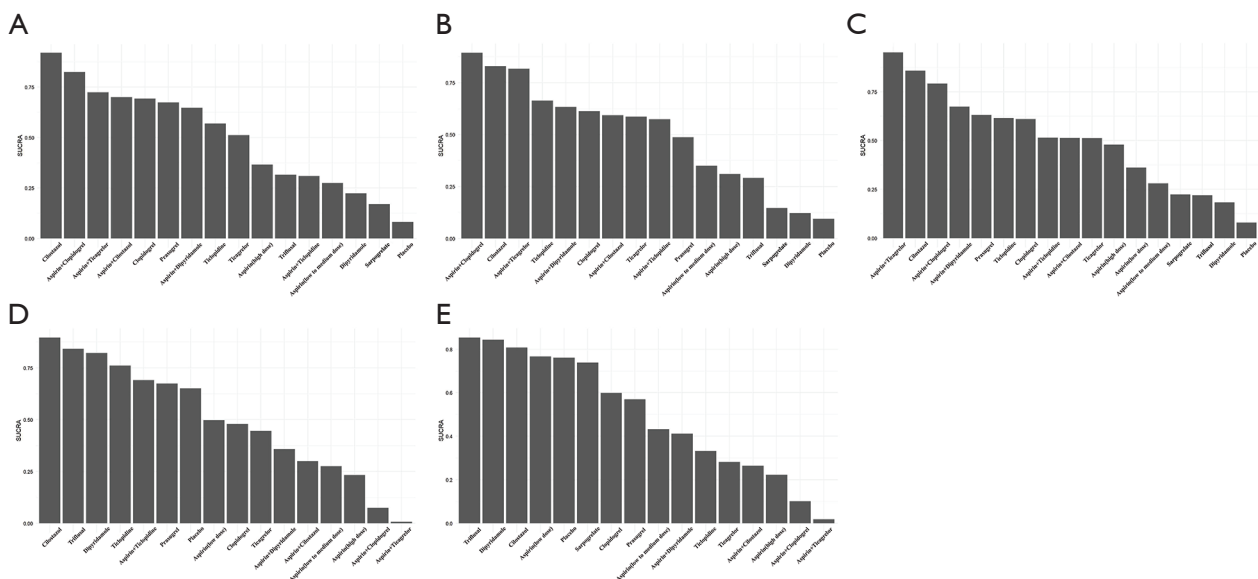 A
B
C
SUCRA
0.75
0.50
0.25
0.00
Cilostazol
Aspirin+Clopidogrel
Aspirin+Ticagrelor
Aspirin+Cilostazol
Clopidogrel
Prasugrel
Aspirin+Dipyridamole
Ticlopidine
Ticagrelor
Aspirin(high dose)
Triflusal
Aspirin+Ticlopidine
Aspirin(low to medium dose)
Dipyridamole
Sarpogrelate
Placebo
SUCRA
0.75
0.50
0.25
0.00
Aspirin+Clopidogrel
Cilostazol
Aspirin+Ticagrelor
Ticlopidine
Aspirin+Dipyridamole
Clopidogrel
Aspirin+Cilostazol
Ticagrelor
Aspirin+Ticlopidine
Prasugrel
Aspirin(low to medium dose)
Aspirin(high dose)
Triflusal
Sarpogrelate
Dipyridamole
Placebo
SUCRA
0.75
0.50
0.25
0.00
Aspirin+Ticagrelor
Cilostazol
Aspirin+Clopidogrel
Aspirin+Dipyridamole
Prasugrel
Ticlopidine
Clopidogrel
Aspirin+Ticlopidine
Aspirin+Cilostazol
Ticagrelor
Aspirin(high dose)
Aspirin(low dose)
Aspirin(low to medium dose)
Sarpogrelate
Triflusal
Dipyridamole
Placebo
D
E
SUCRA
0.75
0.50
0.25
0.00
Cilostazol
Triflusal
Dipyridamole
Ticlopidine
Aspirin+Ticlopidine
Prasugrel
Placebo
Aspirin(low dose)
Clopidogrel
Ticagrelor
Aspirin+Dipyridamole
Aspirin+Cilostazol
Aspirin(low to medium dose)
Aspirin(high dose)
Aspirin+Clopidogrel
Aspirin+Ticagrelor
SUCRA
0.8
0.6
0.4
0.2
0.0
Triflusal
Dipyridamole
Cilostazol
Aspirin(low dose)
Placebo
Sarpogrelate
Clopidogrel
Prasugrel
Aspirin(low to medium dose)
Aspirin+Dipyridamole
Ticlopidine
Ticagrelor
Aspirin+Cilostazol
Aspirin(high dose)
Aspirin+Clopidogrel
Aspirin+Ticagrelor